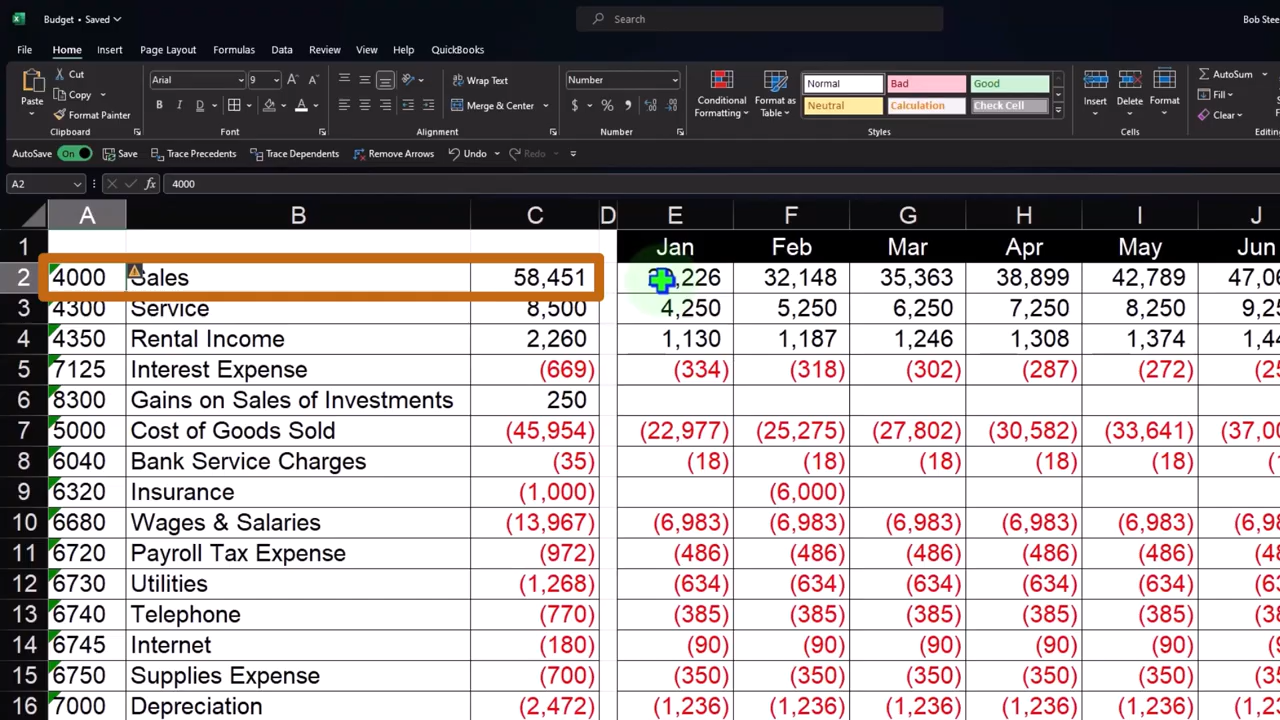 Budget • Saved
Search
Bob Stee
File Home Insert Page Layout Formulas Data Review View Help QuickBooks
Paste
Cut
Copy
Format Painter
Clipboard
Arial 9
B I D
Font
Wrap Text
Merge & Center
Alignment
Number
$ % 9
Number
Conditional Formatting
Format as Table
Normal Bad Good
Neutral Calculation Check Cell
Styles
Insert Delete Format
Cells
AutoSum
Fill
Clear
Editing
AutoSave On Save Trace Precedents Trace Dependents Remove Arrows Undo Redo
A2 fx 4000
A B C D E F G H I J
1 Jan Feb Mar Apr May Jun
2 4000 Sales 58,451 32,148 35,363 38,899 42,789 47,06
3 4300 Service 8,500 4,250 5,250 6,250 7,250 8,250 9,25
4 4350 Rental Income 2,260 1,130 1,187 1,246 1,308 1,374 1,44
5 7125 Interest Expense (669) (334) (318) (302) (287) (272) (25
6 8300 Gains on Sales of Investments 250
7 5000 Cost of Goods Sold (45,954) (22,977) (25,275) (27,802) (30,582) (33,641) (37,00
8 6040 Bank Service Charges (35) (18) (18) (18) (18) (18) (1
9 6320 Insurance (1,000) (6,000)
10 6680 Wages & Salaries (13,967) (6,983) (6,983) (6,983) (6,983) (6,983) (6,98
11 6720 Payroll Tax Expense (972) (486) (486) (486) (486) (486) (48
12 6730 Utilities (1,268) (634) (634) (634) (634) (634) (63
13 6740 Telephone (770) (385) (385) (385) (385) (385) (38
14 6745 Internet (180) (90) (90) (90) (90) (90) (9
15 6750 Supplies Expense (700) (350) (350) (350) (350) (350) (35
16 7000 Depreciation (2,472) (1,236) (1,236) (1,236) (1,236) (1,236) (1,23